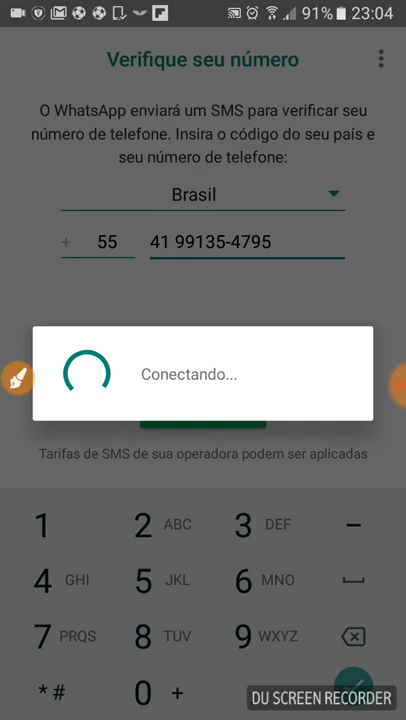 91% 23:04
Verifique seu número
O WhatsApp enviará um SMS para verificar seu
número de telefone. Insira o código do seu país e
seu número de telefone:
Brasil
+ 55 41 99135-4795
Conectando...
Tarifas de SMS de sua operadora podem ser aplicadas
1 2 ABC 3 DEF –
4 GHI 5 JKL 6 MNO
7 PQRS 8 TUV 9 WXYZ
*# 0 +
DU SCREEN RECORDER